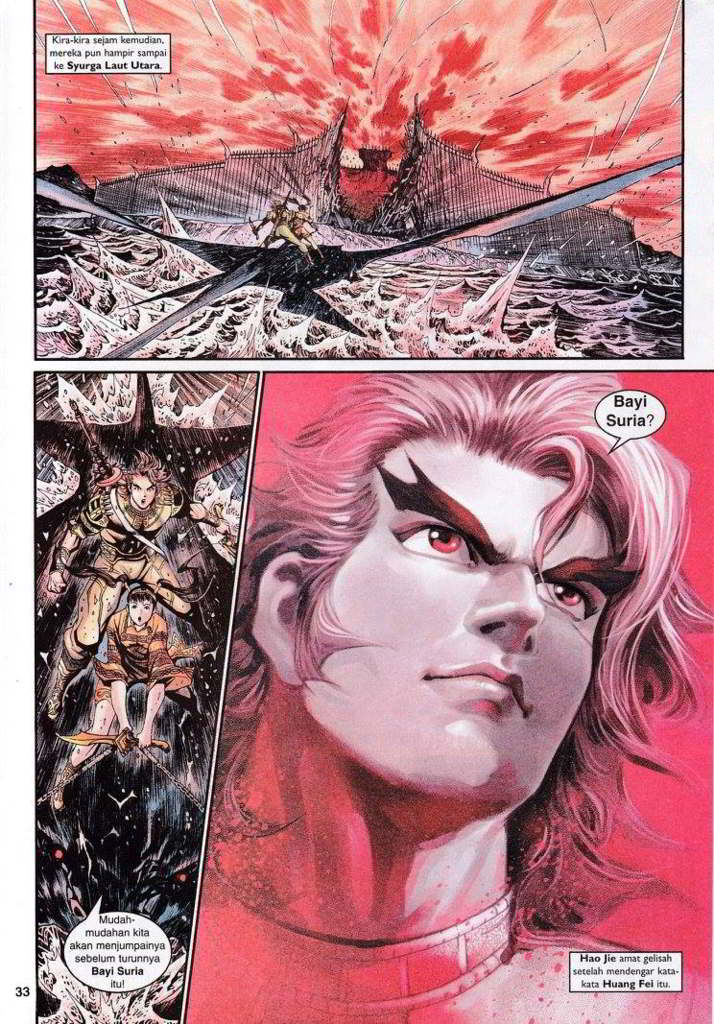 Kira-kira sejam kemudian,
mereka pun hampir sampai
ke Syurga Laut Utara.
Bayi
Suria?
Mudah-
mudahan kita
akan menjumpainya
sebelum turunnya
Bayi Suria
itu!
Hao Jie amat gelisah
setelah mendengar kata-
kata Huang Fei itu.
33